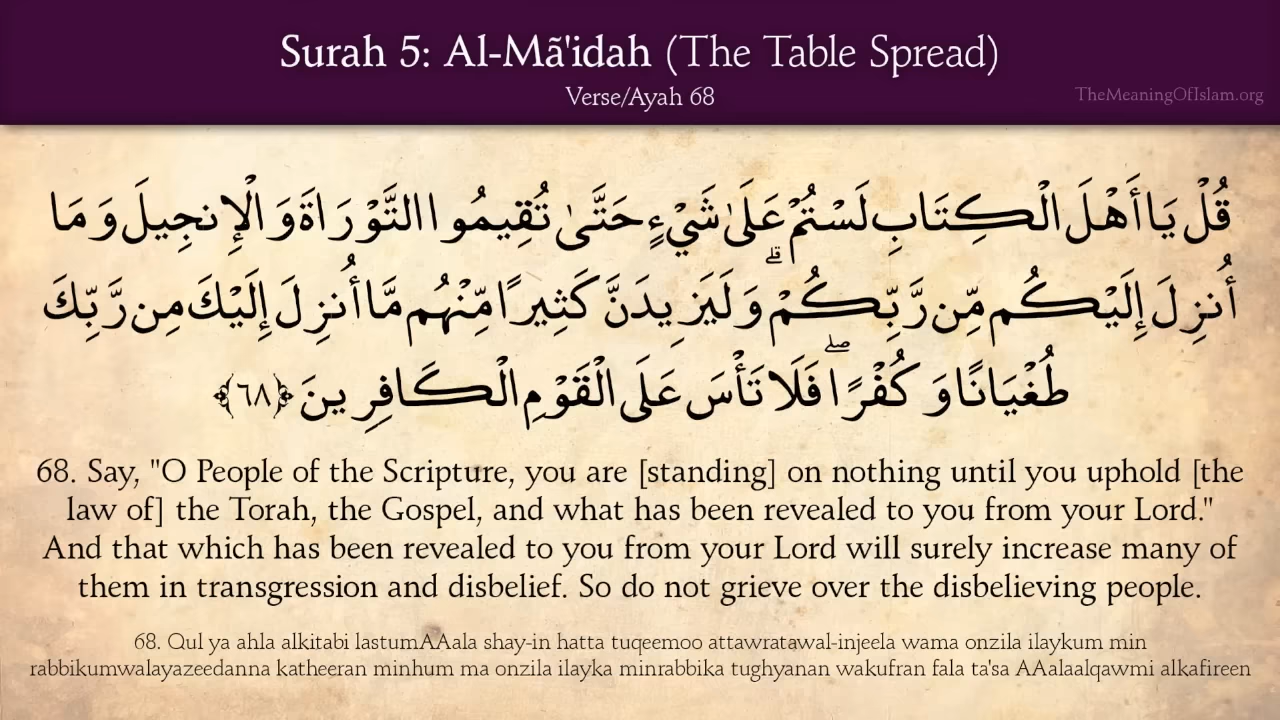 Surah 5: Al-Mã'idah (The Table Spread)
Verse/Ayah 68
TheMeaningOfIslam.org
قُلْ يَا أَهْلَ الْكِتَابِ لَسْتُمْ عَلَىٰ شَيْءٍ حَتَّىٰ تُقِيمُوا التَّوْرَاةَ وَالْإِنجِيلَ وَمَا
أُنزِلَ إِلَيْكُم مِّن رَّبِّكُمْ ۗ وَلَيَزِيدَنَّ كَثِيرًا مِّنْهُم مَّا أُنزِلَ إِلَيْكَ مِن رَّبِّكَ
طُغْيَانًا وَكُفْرًا ۖ فَلَا تَأْسَ عَلَى الْقَوْمِ الْكَافِرِينَ ﴿٦٨﴾
68. Say, "O People of the Scripture, you are [standing] on nothing until you uphold [the
law of] the Torah, the Gospel, and what has been revealed to you from your Lord."
And that which has been revealed to you from your Lord will surely increase many of
them in transgression and disbelief. So do not grieve over the disbelieving people.
68. Qul ya ahla alkitabi lastumAAala shay-in hatta tuqeemoo attawratawal-injeela wama onzila ilaykum min
rabbikumwalayazeedanna katheeran minhum ma onzila ilayka minrabbika tughyanan wakufran fala ta'sa AAalaalqawmi alkafireen